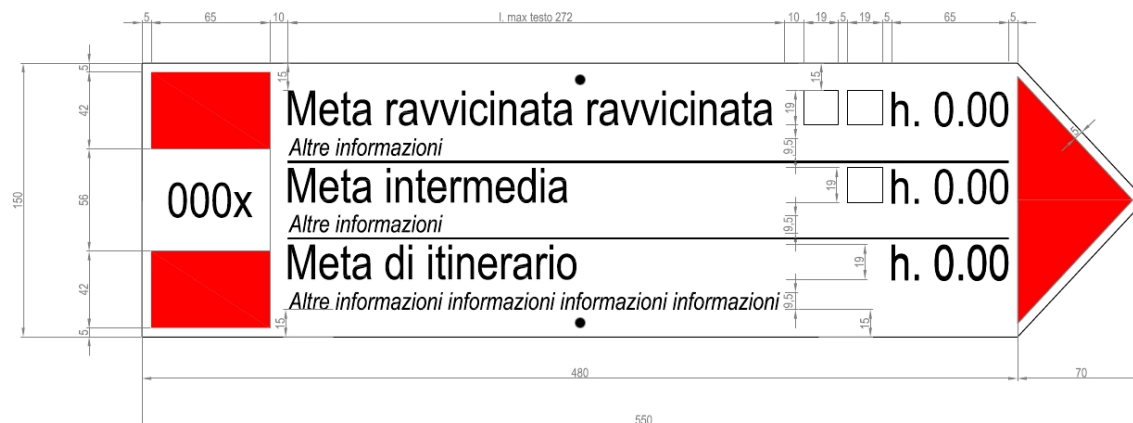 5 65 10 l. max testo 272 10 19 5 19 5 65 5
5
42
56
42
5
150
15
15
Meta ravvicinata ravvicinata
19
h. 0.00
5
Altre informazioni
9.5
000x
Meta intermedia
19
h. 0.00
Altre informazioni
9.5
Meta di itinerario
19
h. 0.00
Altre informazioni informazioni informazioni informazioni
9.5
15
15
480
70
550